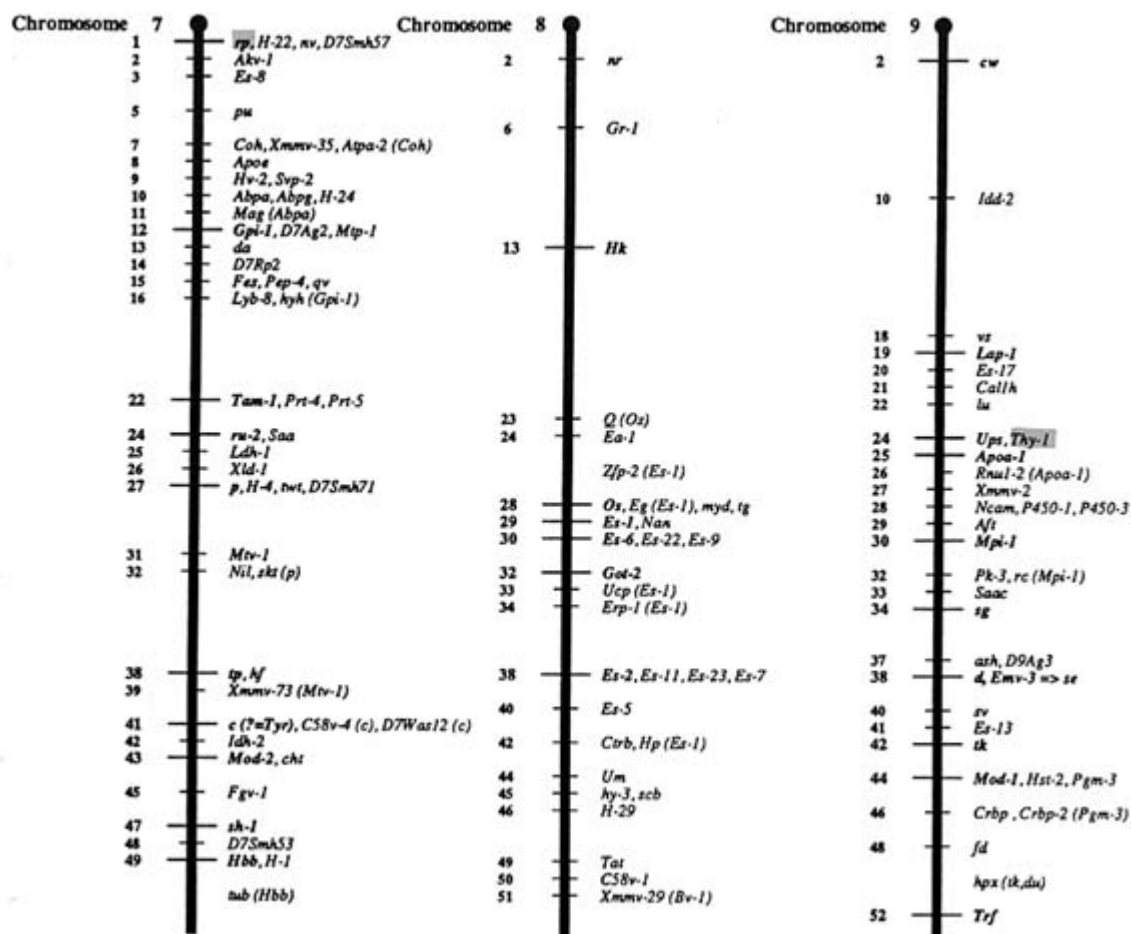 Chromosome 7
1 rp, H-22, nv, D7Smh57
2 Akv-1
3 Es-8
5 pu
7 Coh, Xmmv-35, Atpa-2 (Coh)
8 Apoe
9 Hv-2, Svp-2
10 Abpa, Abpg, H-24
11 Mag (Abpa)
12 Gpi-1, D7Ag2, Mtp-1
13 da
14 D7Rp2
15 Fes, Pep-4, qv
16 Lyb-8, hyh (Gpi-1)
22 Tam-1, Prt-4, Prt-5
24 ru-2, Saa
25 Ldh-1
26 Xld-1
27 p, H-4, twt, D7Smh71
31 Mtv-1
32 Nil, skt (p)
38 tp, hf
39 Xmmv-73 (Mtv-1)
41 c (?=Tyr), C58v-4 (c), D7Was12 (c)
42 Idh-2
43 Mod-2, cht
45 Fgv-1
47 sh-1
48 D7Smh53
49 Hbb, H-1
tub (Hbb)
Chromosome 8
2 nr
6 Gr-1
13 Hk
23 Q (Os)
24 Ea-1
Zfp-2 (Es-1)
28 Os, Eg (Es-1), myd, tg
29 Es-1, Nan
30 Es-6, Es-22, Es-9
32 Got-2
33 Ucp (Es-1)
34 Erp-1 (Es-1)
38 Es-2, Es-11, Es-23, Es-7
40 Es-5
42 Ctrb, Hp (Es-1)
44 Um
45 hy-3, scb
46 H-29
49 Tat
50 C58v-1
51 Xmmv-29 (Bv-1)
Chromosome 9
2 cw
10 Idd-2
18 vs
19 Lap-1
20 Es-17
21 Cal1h
22 lu
24 Ups, Thy-1
25 Apoa-1
26 Rnu1-2 (Apoa-1)
27 Xmmv-2
28 Ncam, P450-1, P450-3
29 Aft
30 Mpi-1
32 Pk-3, rc (Mpi-1)
33 Saac
34 sg
37 ash, D9Ag3
38 d, Emv-3 => se
40 sv
41 Es-13
42 tk
44 Mod-1, Hst-2, Pgm-3
46 Crbp , Crbp-2 (Pgm-3)
48 fd
hpx (tk,du)
52 Trf